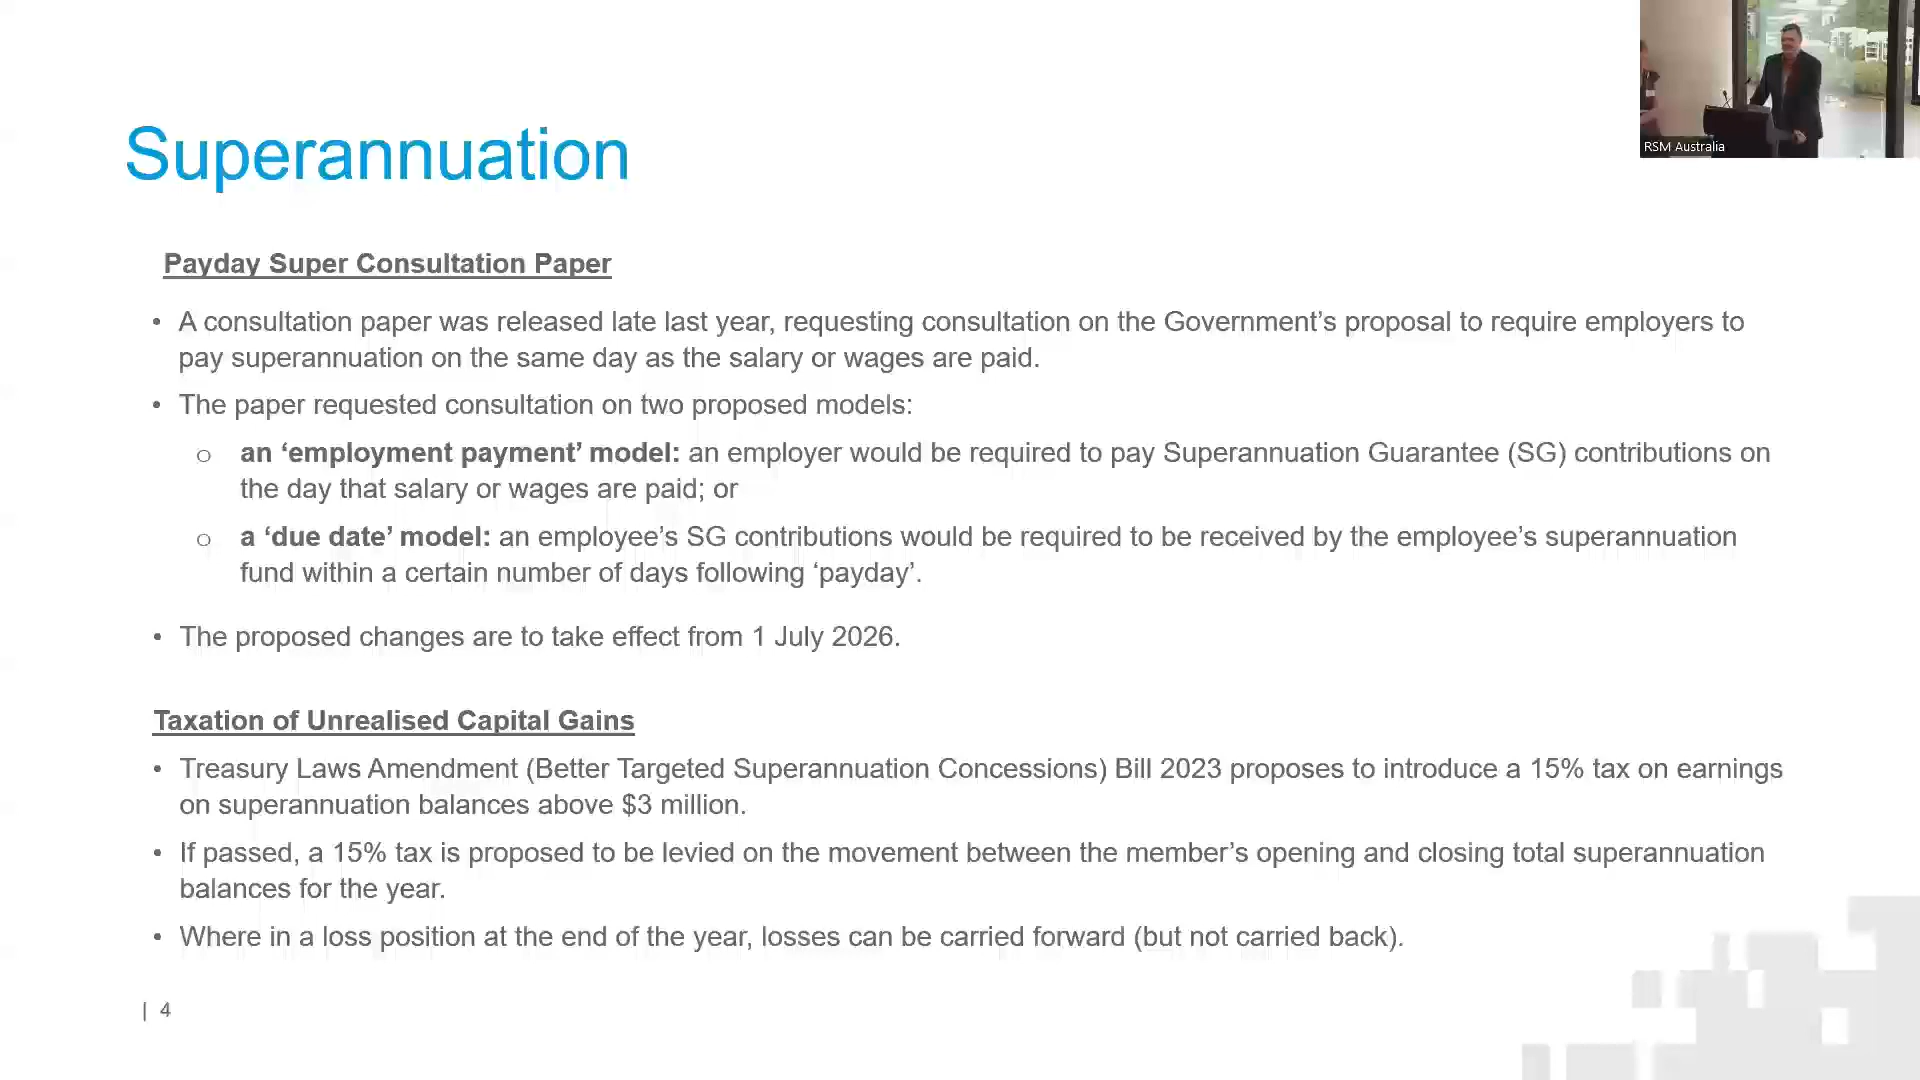 RSM Australia
Superannuation
Payday Super Consultation Paper
• A consultation paper was released late last year, requesting consultation on the Government’s proposal to require employers to
pay superannuation on the same day as the salary or wages are paid.
• The paper requested consultation on two proposed models:
o an ‘employment payment’ model: an employer would be required to pay Superannuation Guarantee (SG) contributions on
the day that salary or wages are paid; or
o a ‘due date’ model: an employee’s SG contributions would be required to be received by the employee’s superannuation
fund within a certain number of days following ‘payday’.
• The proposed changes are to take effect from 1 July 2026.
Taxation of Unrealised Capital Gains
• Treasury Laws Amendment (Better Targeted Superannuation Concessions) Bill 2023 proposes to introduce a 15% tax on earnings
on superannuation balances above $3 million.
• If passed, a 15% tax is proposed to be levied on the movement between the member’s opening and closing total superannuation
balances for the year.
• Where in a loss position at the end of the year, losses can be carried forward (but not carried back).
| 4